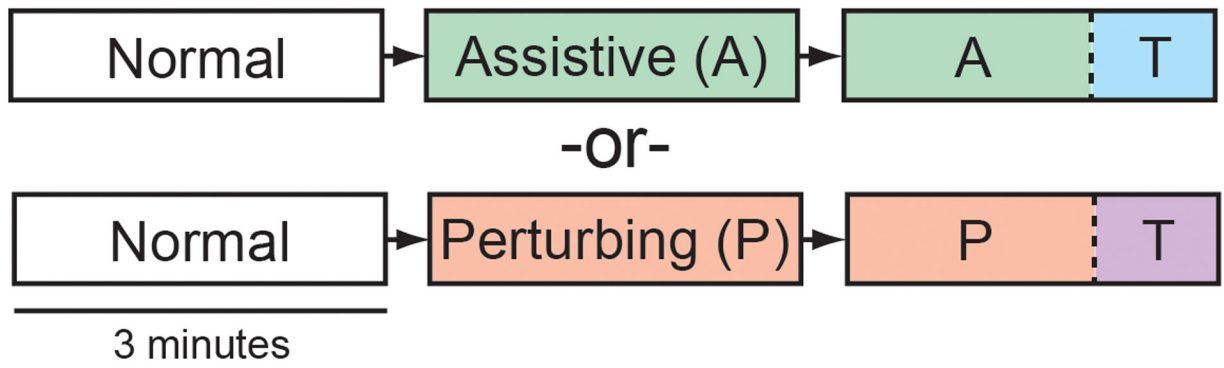 Normal Assistive (A) A T
-or-
Normal Perturbing (P) P T
3 minutes